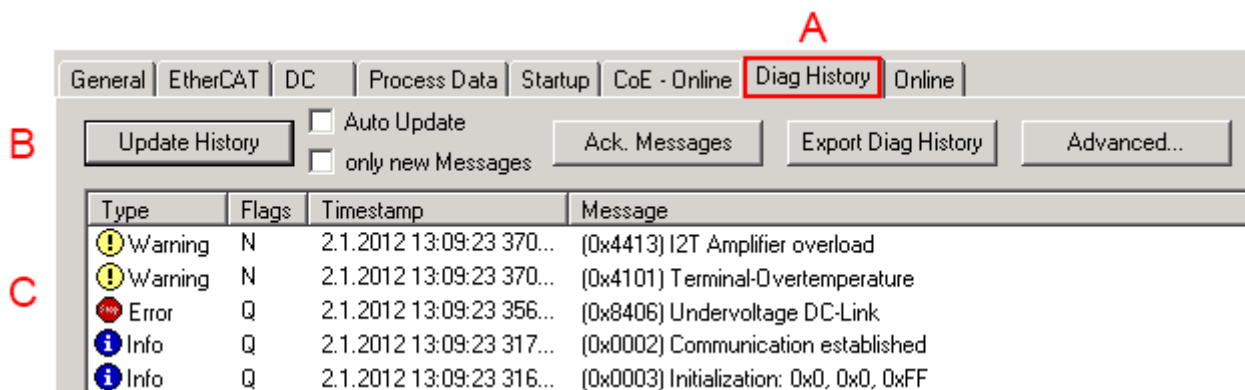 A
General EtherCAT DC Process Data Startup CoE - Online Diag History Online
B
Update History Auto Update Ack. Messages Export Diag History Advanced...
only new Messages
Type Flags Timestamp Message
C
Warning N 2.1.2012 13:09:23 370... (0x4413) I2T Amplifier overload
Warning N 2.1.2012 13:09:23 370... (0x4101) Terminal-Overtemperature
Stop Error Q 2.1.2012 13:09:23 356... (0x8406) Undervoltage DC-Link
Info Q 2.1.2012 13:09:23 317... (0x0002) Communication established
Info Q 2.1.2012 13:09:23 316... (0x0003) Initialization: 0x0, 0x0, 0xFF